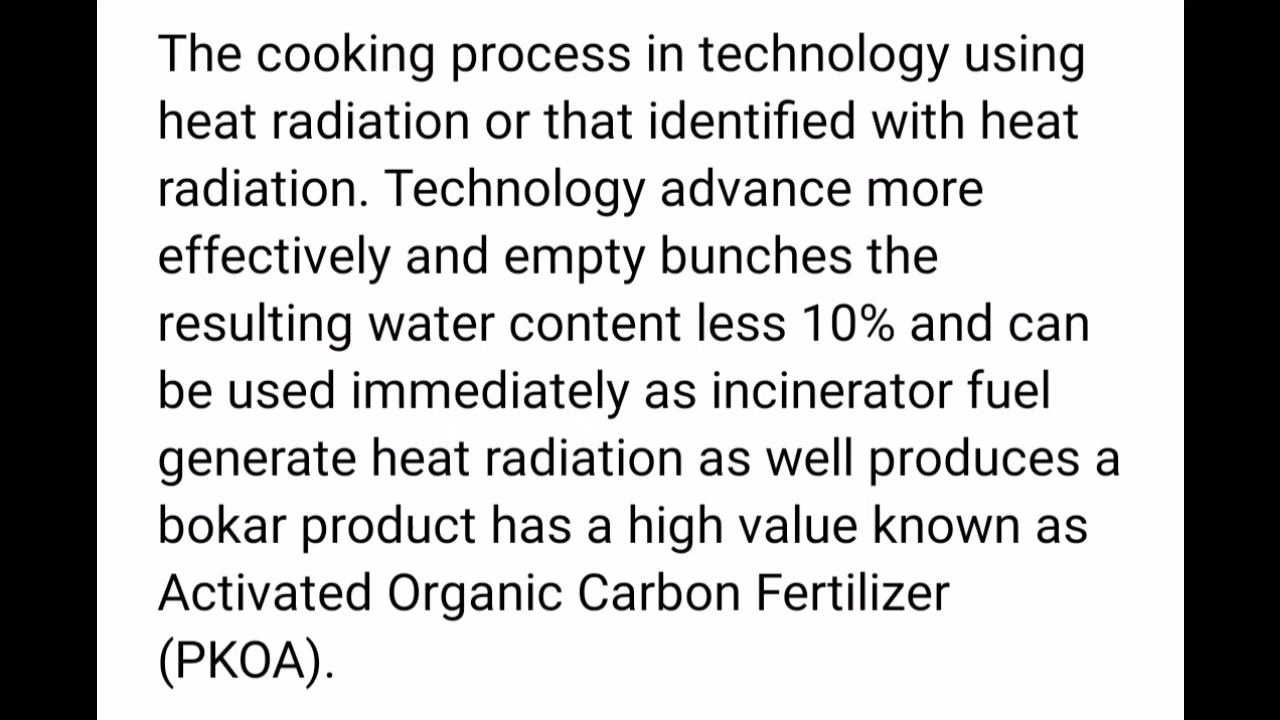 The cooking process in technology using
heat radiation or that identified with heat
radiation. Technology advance more
effectively and empty bunches the
resulting water content less 10% and can
be used immediately as incinerator fuel
generate heat radiation as well produces a
bokar product has a high value known as
Activated Organic Carbon Fertilizer
(PKOA).